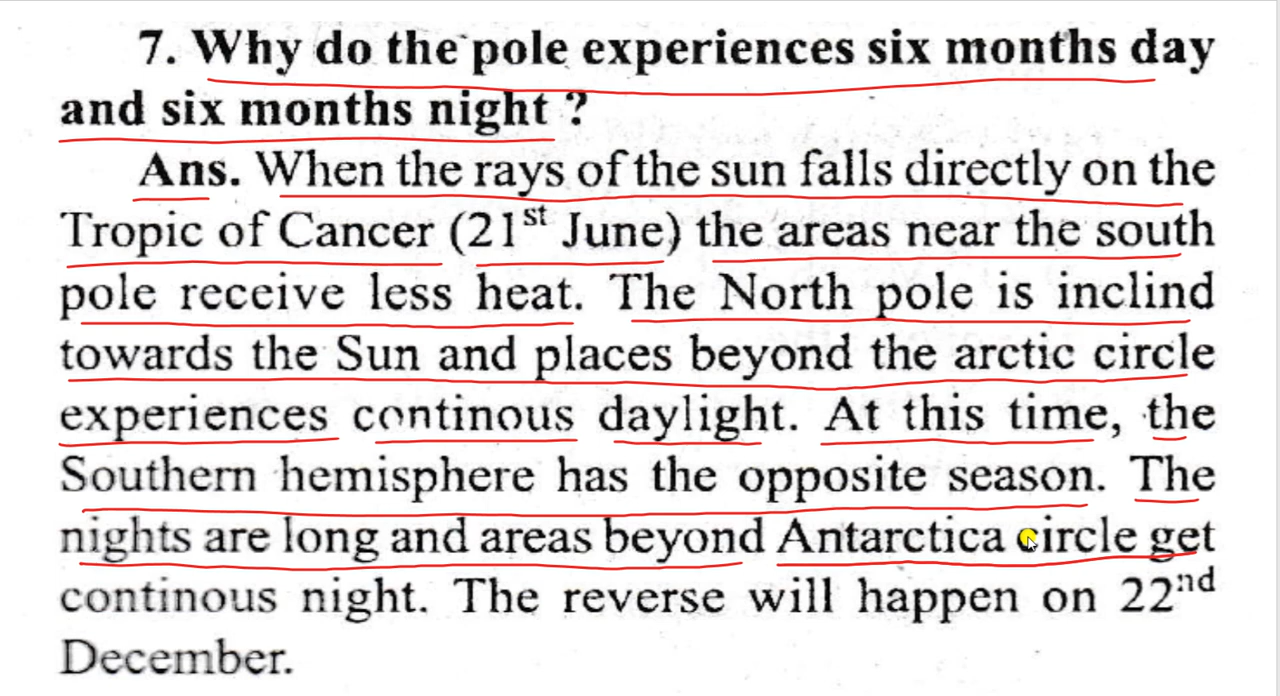 7. Why do the pole experiences six months day
and six months night ?
Ans. When the rays of the sun falls directly on the
Tropic of Cancer (21st June) the areas near the south
pole receive less heat. The North pole is inclind
towards the Sun and places beyond the arctic circle
experiences continous daylight. At this time, the
Southern hemisphere has the opposite season. The
nights are long and areas beyond Antarctica circle get
continous night. The reverse will happen on 22nd
December.